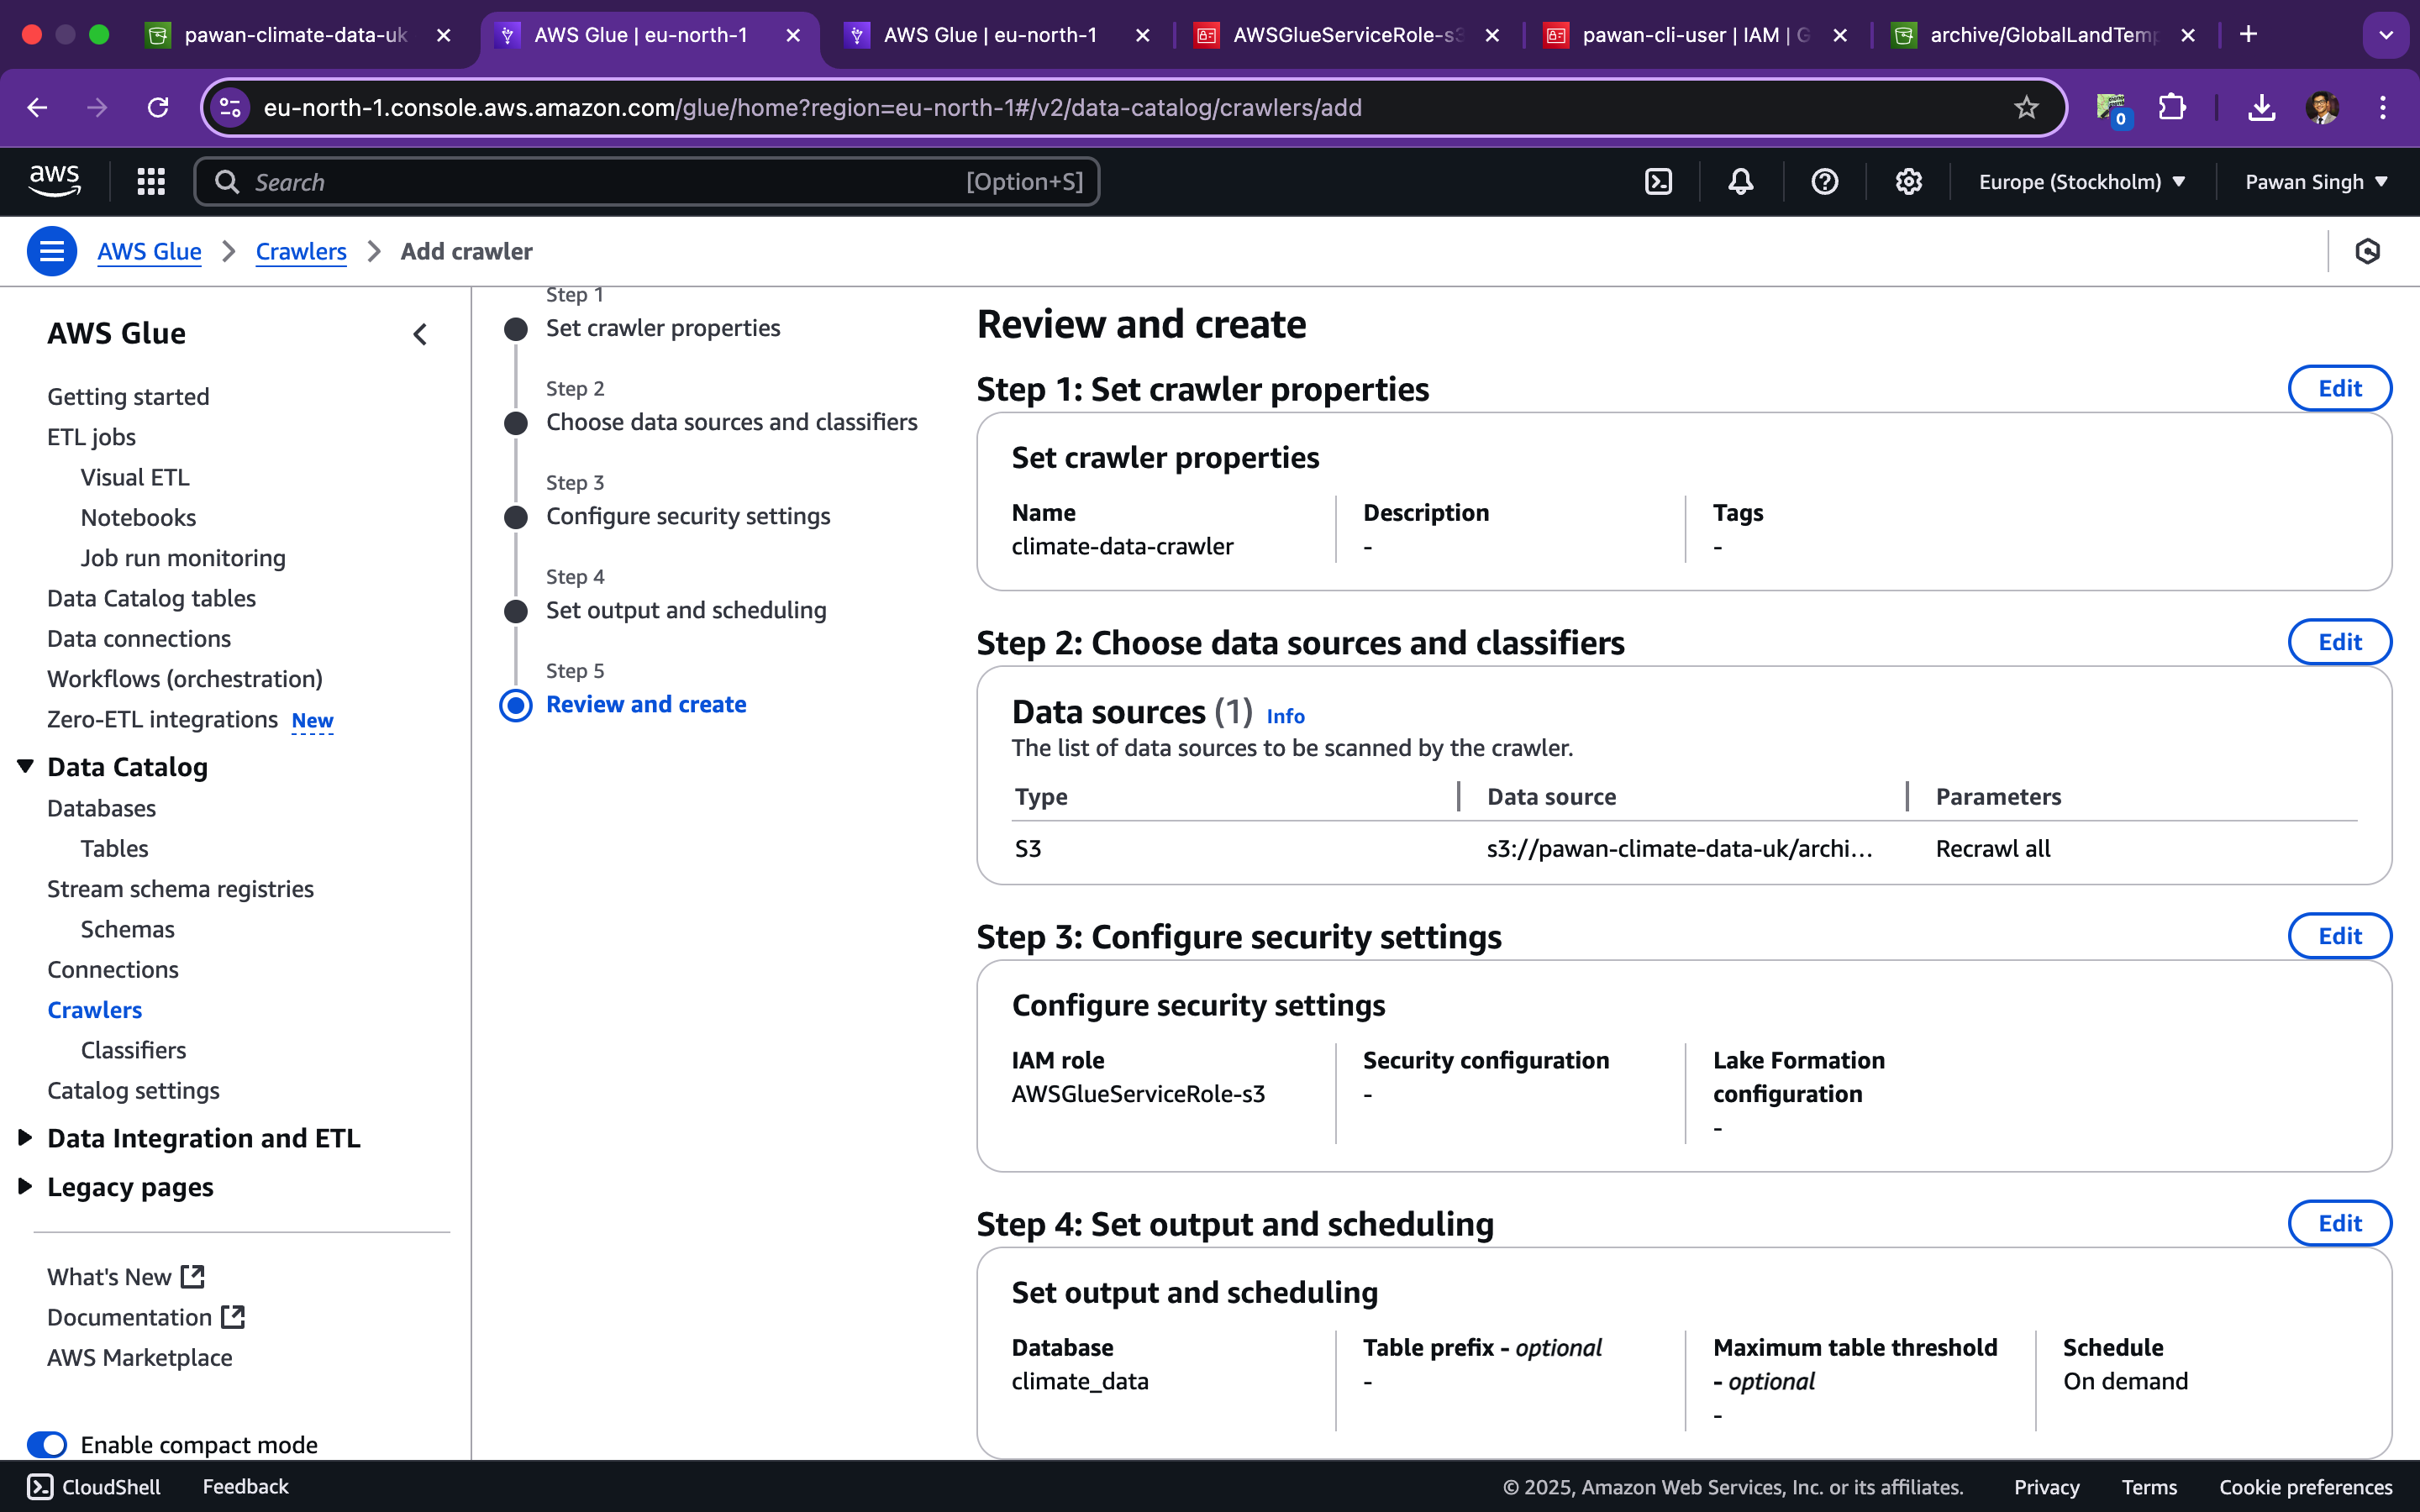 pawan-climate-data-uk
AWS Glue | eu-north-1
AWS Glue | eu-north-1
AWSGlueServiceRole-s3
pawan-cli-user | IAM | G
archive/GlobalLandTemp
eu-north-1.console.aws.amazon.com/glue/home?region=eu-north-1#/v2/data-catalog/crawlers/add
0
aws
Search
[Option+S]
Europe (Stockholm)
Pawan Singh
AWS Glue
Crawlers
Add crawler
AWS Glue
Getting started
ETL jobs
Visual ETL
Notebooks
Job run monitoring
Data Catalog tables
Data connections
Workflows (orchestration)
Zero-ETL integrations New
Data Catalog
Databases
Tables
Stream schema registries
Schemas
Connections
Crawlers
Classifiers
Catalog settings
Data Integration and ETL
Legacy pages
What's New
Documentation
AWS Marketplace
Enable compact mode
Step 1
Set crawler properties
Step 2
Choose data sources and classifiers
Step 3
Configure security settings
Step 4
Set output and scheduling
Step 5
Review and create
Review and create
Step 1: Set crawler properties
Edit
Set crawler properties
Name
climate-data-crawler
Description
-
Tags
-
Step 2: Choose data sources and classifiers
Edit
Data sources (1) Info
The list of data sources to be scanned by the crawler.
Type
Data source
Parameters
S3
s3://pawan-climate-data-uk/archi...
Recrawl all
Step 3: Configure security settings
Edit
Configure security settings
IAM role
AWSGlueServiceRole-s3
Security configuration
-
Lake Formation
configuration
-
Step 4: Set output and scheduling
Edit
Set output and scheduling
Database
climate_data
Table prefix - optional
-
Maximum table threshold
- optional
-
Schedule
On demand
CloudShell
Feedback
© 2025, Amazon Web Services, Inc. or its affiliates.
Privacy
Terms
Cookie preferences